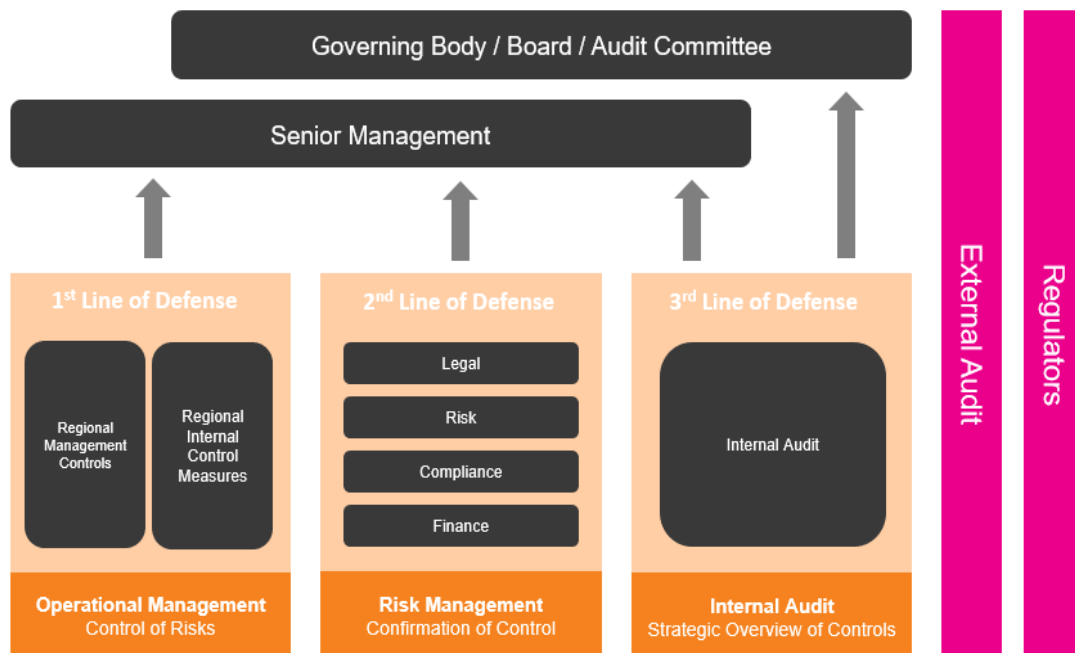 Governing Body / Board / Audit Committee
Senior Management
1st Line of Defense
Regional
Management
Controls
Regional
Internal
Control
Measures
Operational Management
Control of Risks
2nd Line of Defense
Legal
Risk
Compliance
Finance
Risk Management
Confirmation of Control
3rd Line of Defense
Internal Audit
Internal Audit
Strategic Overview of Controls
External Audit
Regulators